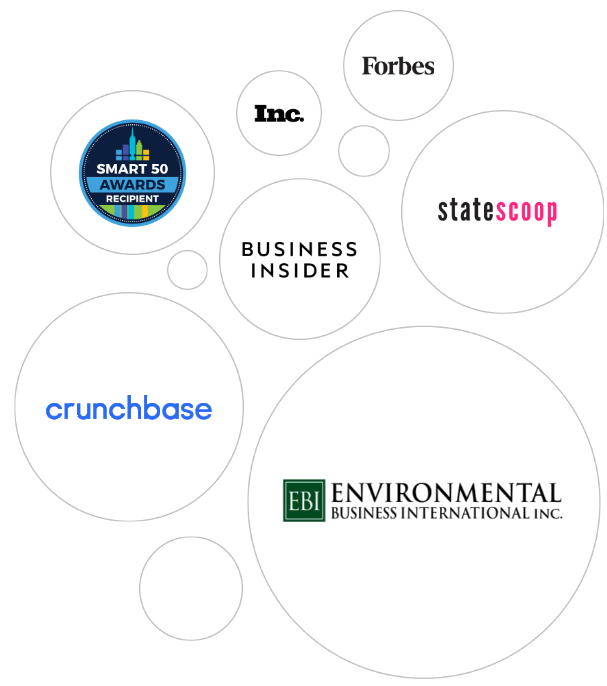 Forbes
Inc.
SMART 50
AWARDS
RECIPIENT
statescoop
BUSINESS
INSIDER
crunchbase
EBI
ENVIRONMENTAL
BUSINESS INTERNATIONAL INC.